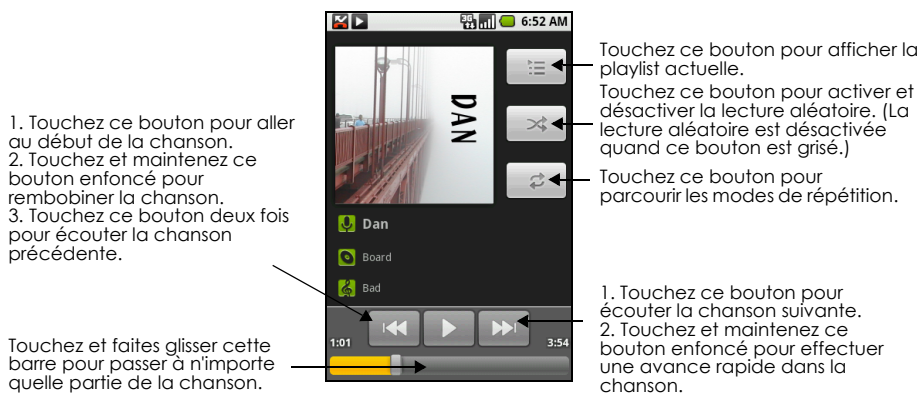 3G
6:52 AM
DAN
Dan
Board
Bad
1:01
3:54
1. Touchez ce bouton pour aller
au début de la chanson.
2. Touchez et maintenez ce
bouton enfoncé pour
rembobiner la chanson.
3. Touchez ce bouton deux fois
pour écouter la chanson
précédente.
Touchez et faites glisser cette
barre pour passer à n'importe
quelle partie de la chanson.
Touchez ce bouton pour afficher la
playlist actuelle.
Touchez ce bouton pour activer et
désactiver la lecture aléatoire. (La
lecture aléatoire est désactivée
quand ce bouton est grisé.)
Touchez ce bouton pour
parcourir les modes de répétition.
1. Touchez ce bouton pour
écouter la chanson suivante.
2. Touchez et maintenez ce
bouton enfoncé pour effectuer
une avance rapide dans la
chanson.